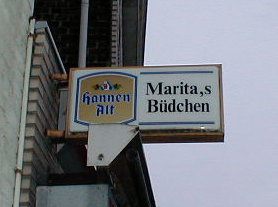 Hannen
Alt
Marita,s
Büdchen